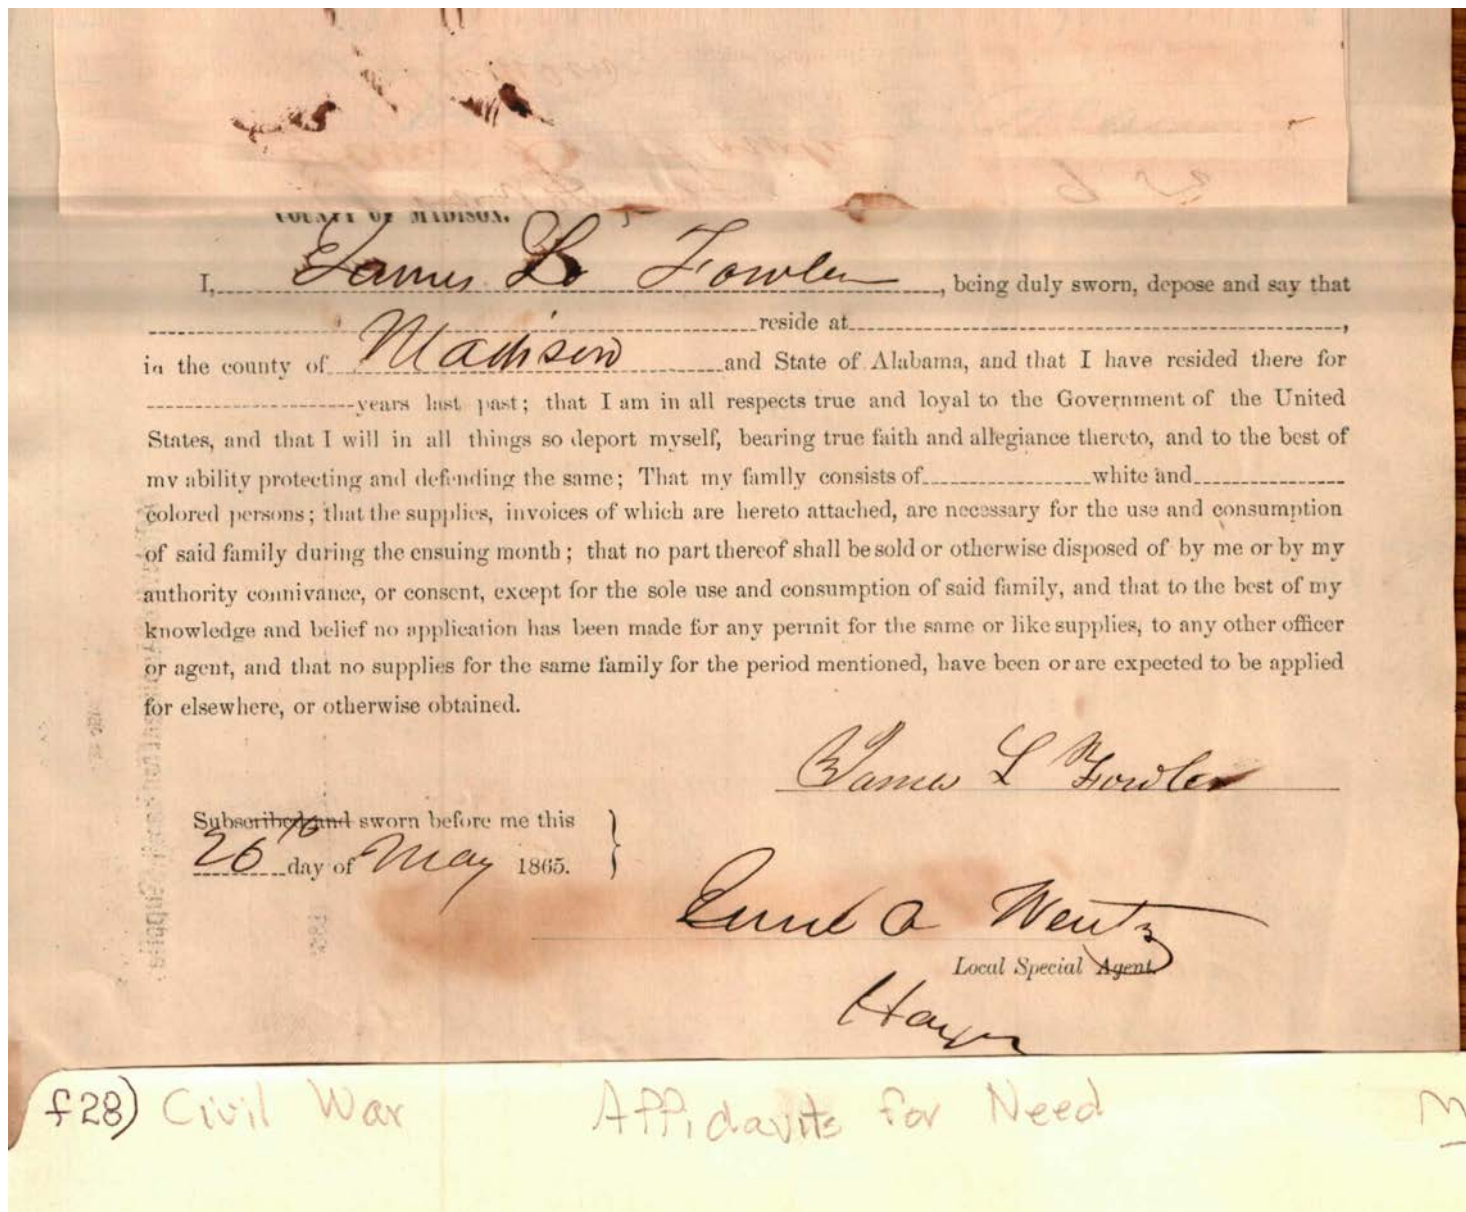 COUNTY OF MADISON.
I, James L Fowler, being duly sworn, depose and say that
reside at,
in the county of Madison and State of Alabama, and that I have resided there for
years last past; that I am in all respects true and loyal to the Government of the United
States, and that I will in all things so deport myself, bearing true faith and allegiance thereto, and to the best of
my ability protecting and defending the same; That my famlly consists of white and
colored persons; that the supplies, invoices of which are hereto attached, are necessary for the use and consumption
of said family during the ensuing month; that no part thereof shall be sold or otherwise disposed of by me or by my
authority connivance, or consent, except for the sole use and consumption of said family, and that to the best of my
knowledge and belief no application has been made for any permit for the same or like supplies, to any other officer
or agent, and that no supplies for the same family for the period mentioned, have been or are expected to be applied
for elsewhere, or otherwise obtained.
James L Fowler
Subscribed and sworn before me this
26th day of May 1865.
Wentz
Local Special Agent.
f28) Civil War Affidavits for Need M